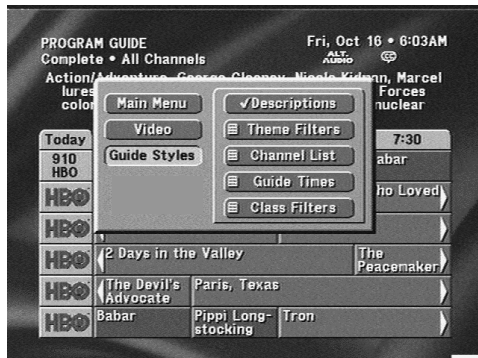 PROGRAM GUIDE
Fri, Oct 16 • 6:03AM
Complete • All Channels
ALT. AUDIO CC
Action/Adventure, George Clooney, Nicole Kidman, Marcel
lures Forces
color nuclear
Main Menu
✓Descriptions
Video
Theme Filters
Guide Styles
Channel List
Guide Times
Class Filters
Today
7:30
910
HBO
abar
HBO
ho Loved
HBO
HBO
2 Days in the Valley
The
Peacemaker
HBO
The Devil's
Advocate
Paris, Texas
HBO
Babar
Pippi Long-
stocking
Tron